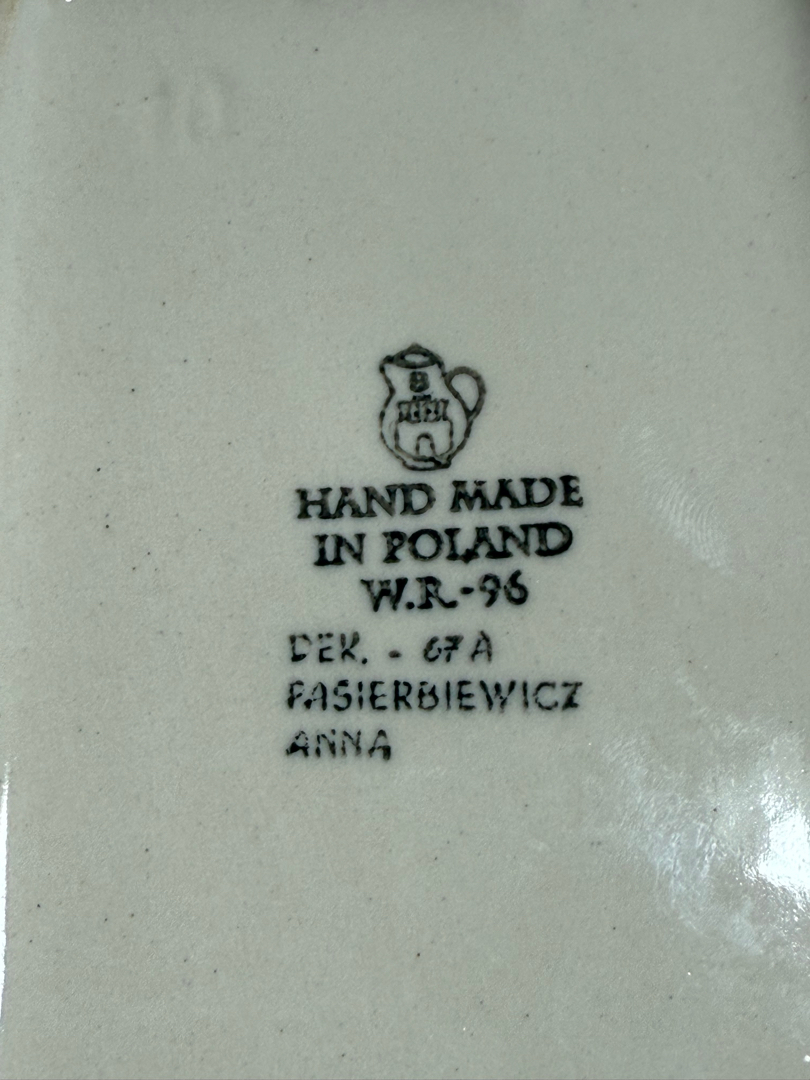 B
HAND MADE
IN POLAND
W.R.-96
DEK. - 67A
PASIERBIEWICZ
ANNA